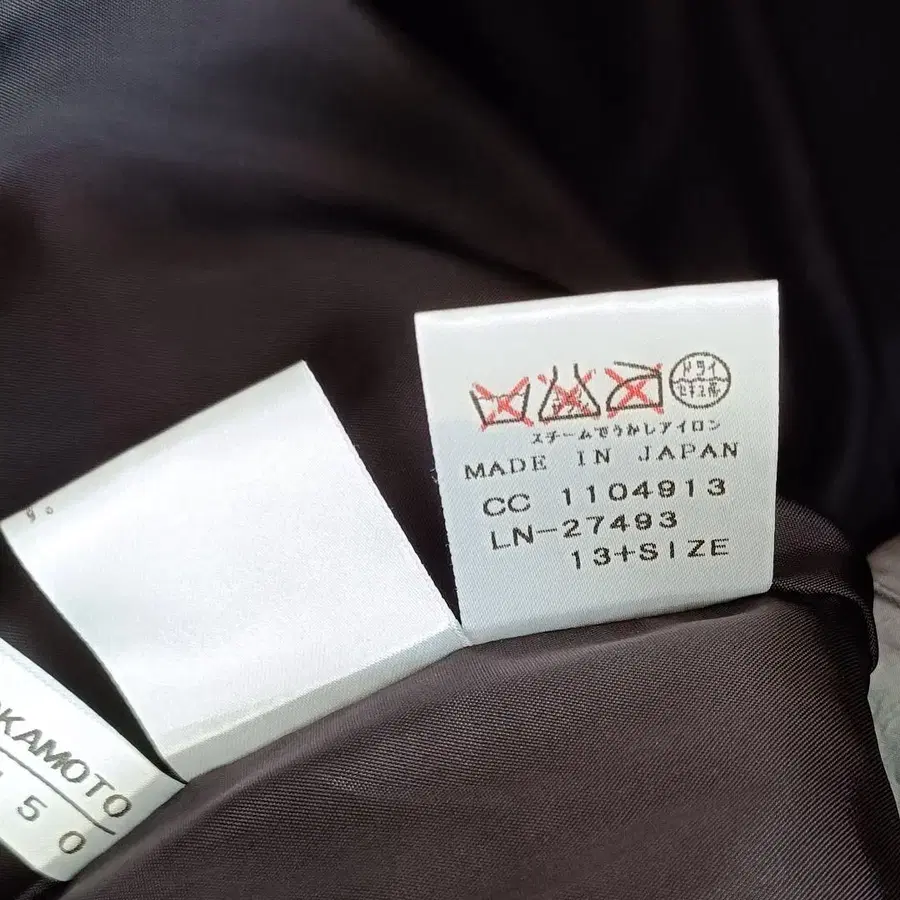 ドライ
セキユ系
スチームでうかしアイロン
MADE IN JAPAN
CC 1104913
LN-27493
13+SIZE
KAMOTO
5 0